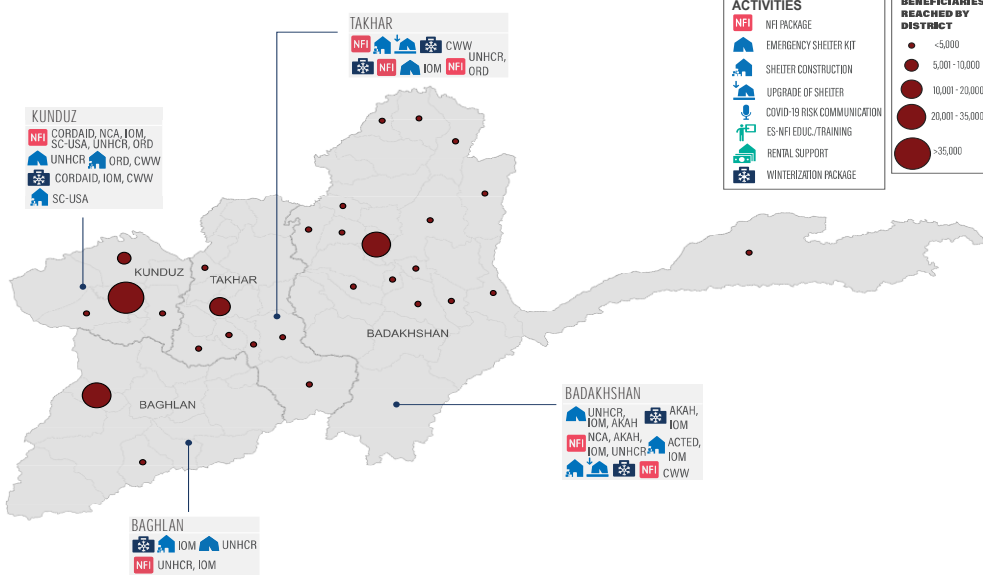 TAKHAR
NFI CWW
NFI IOM NFI UNHCR,
ORD
ACTIVITIES
NFI NFI PACKAGE
EMERGENCY SHELTER KIT
SHELTER CONSTRUCTION
UPGRADE OF SHELTER
COVID-19 RISK COMMUNICATION
ES-NFI EDUC./TRAINING
RENTAL SUPPORT
WINTERIZATION PACKAGE
BENEFICIARIES
REACHED BY
DISTRICT
<5,000
5,001 - 10,000
10,001 - 20,000
20,001 - 35,000
>35,000
KUNDUZ
NFI CORDAID, NCA, IOM,
SC-USA, UNHCR, ORD
UNHCR ORD, CWW
CORDAID, IOM, CWW
SC-USA
KUNDUZ
TAKHAR
BADAKHSHAN
BAGHLAN
BADAKHSHAN
UNHCR,
IOM, AKAH
AKAH,
IOM
NFI NCA, AKAH,
IOM, UNHCR
ACTED,
IOM
NFI CWW
BAGHLAN
IOM UNHCR
NFI UNHCR, IOM